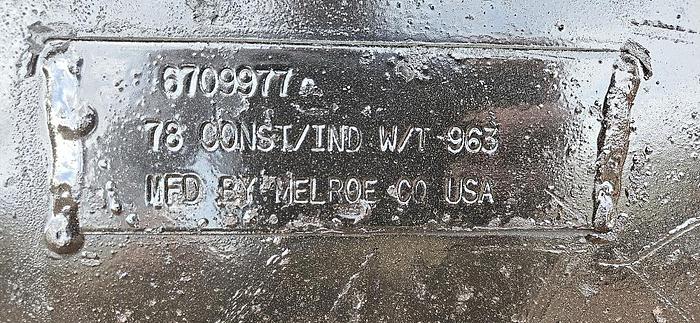 6709977
78 CONST/IND W/T 963
MFD BY MELROE CO USA